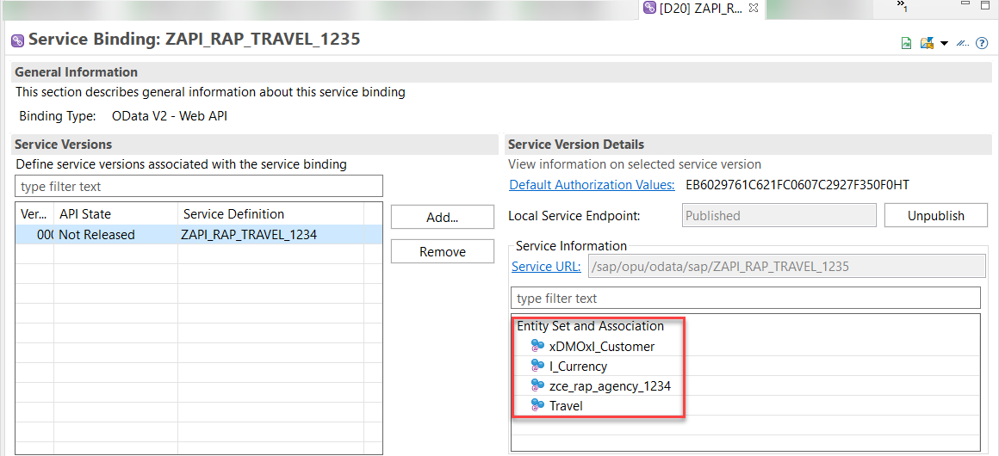 [D20] ZAPI_R...
1
Service Binding: ZAPI_RAP_TRAVEL_1235
General Information
This section describes general information about this service binding
Binding Type: OData V2 - Web API
Service Versions
Define service versions associated with the service binding
type filter text
Ver... API State Service Definition
000 Not Released ZAPI_RAP_TRAVEL_1234
Add...
Remove
Service Version Details
View information on selected service version
Default Authorization Values: EB6029761C621FC0607C2927F350F0HT
Local Service Endpoint: Published Unpublish
Service Information
Service URL: /sap/opu/odata/sap/ZAPI_RAP_TRAVEL_1235
type filter text
Entity Set and Association
xDMOxI_Customer
I_Currency
zce_rap_agency_1234
Travel